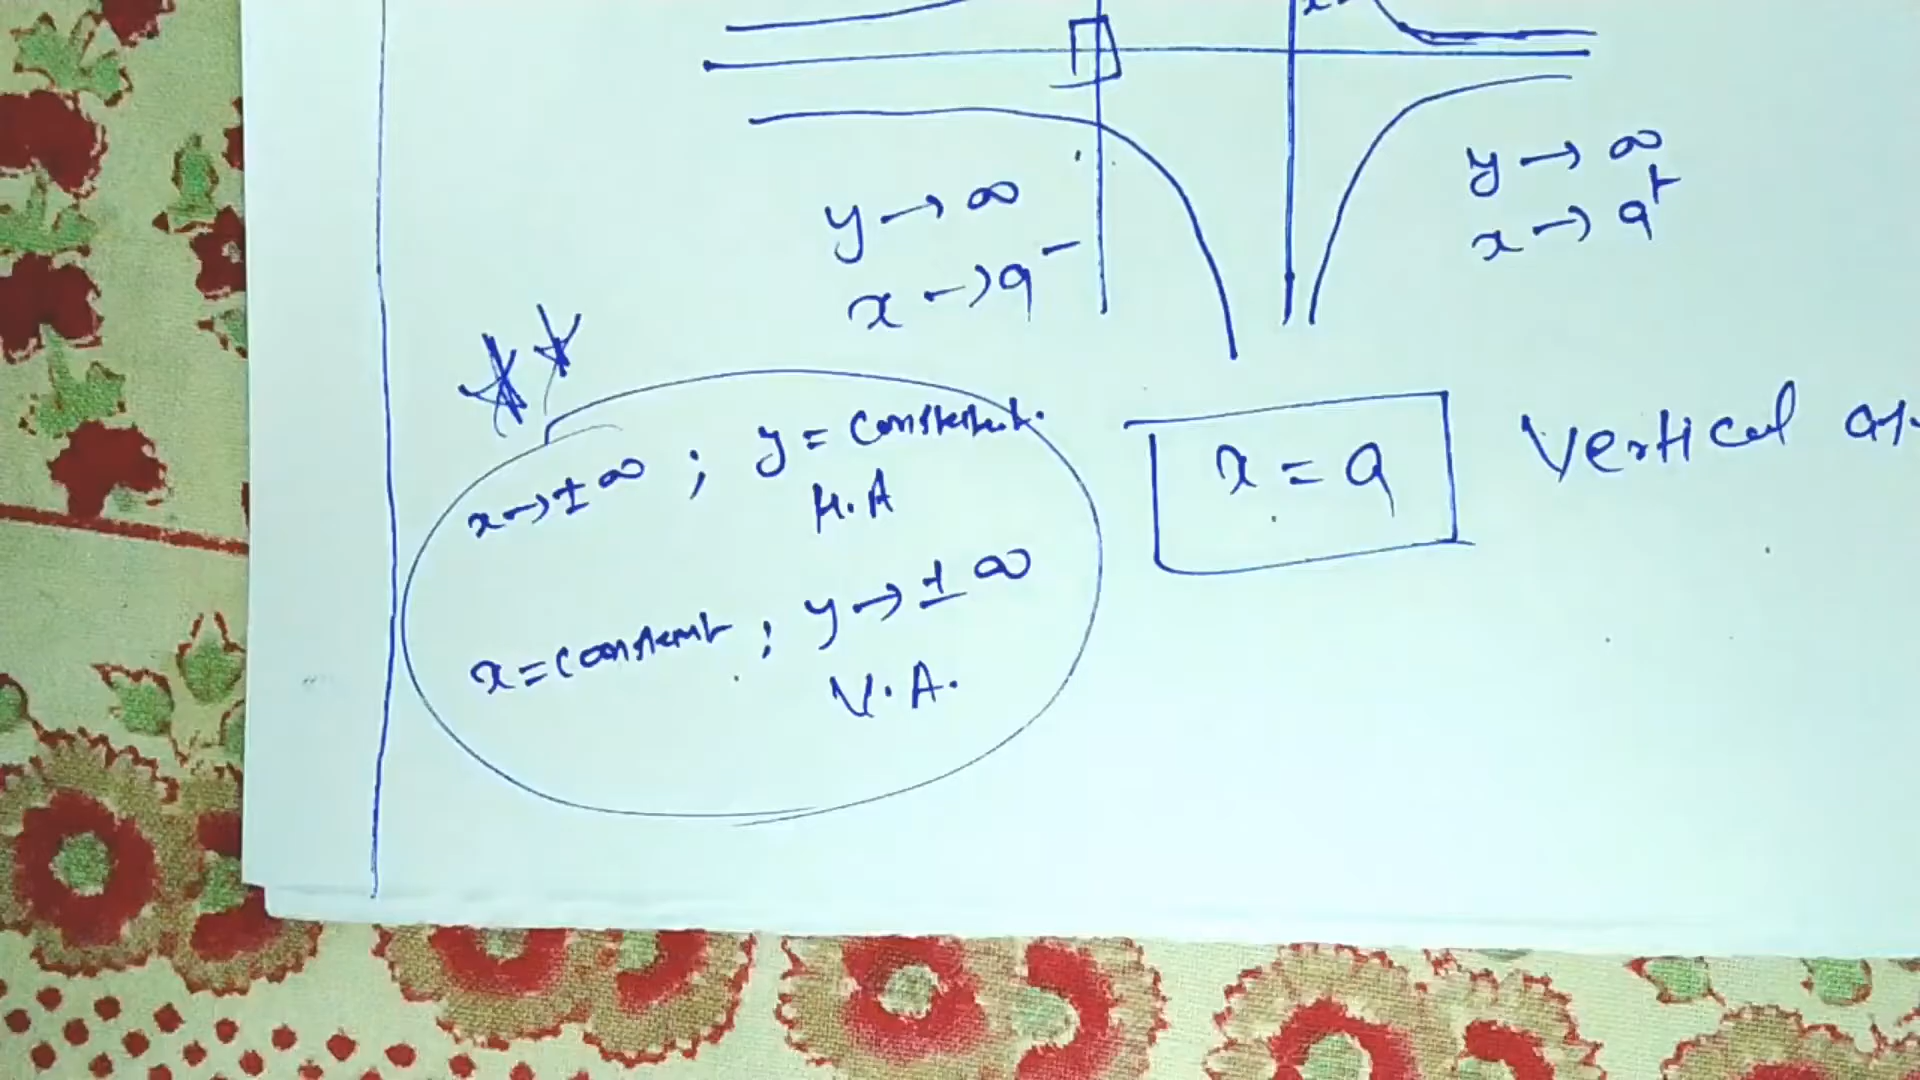 y → ∞
x → a⁻
y → ∞
x → a⁺
x → ± ∞ ; y = constant.
H.A
x = constant ; y → ± ∞
V.A.
x = a
Vertical